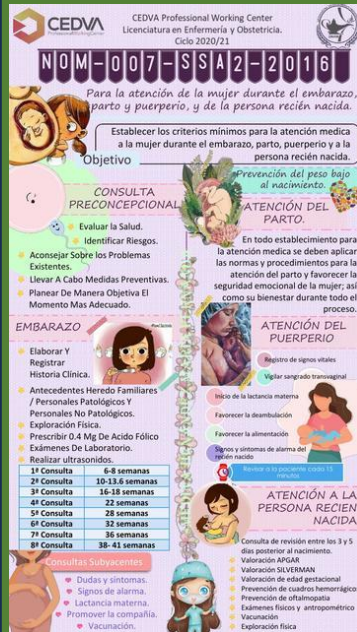 CEDVA
ProfessionalWorkingCenter
CEDVA Professional Working Center
Licenciatura en Enfermería y Obstetricia.
Ciclo 2020/21
NOM-007-SSA2-2016
Para la atención de la mujer durante el embarazo,
parto y puerperio, y de la persona recién nacida.
Establecer los criterios mínimos para la atención medica
a la mujer durante el embarazo, parto, puerperio y a la
persona recién nacida.
Objetivo
CONSULTA
PRECONCEPCIONAL
Evaluar la Salud.
Identificar Riesgos.
Aconsejar Sobre los Problemas
Existentes.
Llevar A Cabo Medidas Preventivas.
Planear De Manera Objetiva El
Momento Mas Adecuado.
EMBARAZO
Elaborar Y
Registrar
Historia Clínica.
Antecedentes Heredo Familiares
/ Personales Patológicos Y
Personales No Patológicos.
Exploración Física.
Prescribir 0.4 Mg De Acido Fólico
Exámenes De Laboratorio.
Realizar ultrasonidos.
1ª Consulta 6-8 semanas
2ª Consulta 10-13.6 semanas
3ª Consulta 16-18 semanas
4ª Consulta 22 semanas
5ª Consulta 28 semanas
6ª Consulta 32 semanas
7ª Consulta 36 semanas
8ª Consulta 38- 41 semanas
Consultas Subyacentes
Dudas y síntomas.
Signos de alarma.
Lactancia materna.
Promover la compañía.
Vacunación.
Prevención del peso bajo
al nacimiento.
ATENCIÓN DEL
PARTO.
En todo establecimiento para
la atención medica se deben aplicar
las normas y procedimientos para la
atención del parto y favorecer la
seguridad emocional de la mujer; así
como su bienestar durante todo el
proceso.
ATENCIÓN DEL
PUERPERIO
Registro de signos vitales
Vigilar sangrado transvaginal
Inicio de la lactancia materna
Favorecer la deambulación
Favorecer la alimentación
Signos y síntomas de alarma del
recién nacido
Revisar a la paciente cada 15
minutos
ATENCIÓN A LA
PERSONA RECIEN
NACIDA
Consulta de revisión entre los 3 y 5
días posterior al nacimiento.
Valoración APGAR
Valoración SILVERMAN
Valoración de edad gestacional
Prevención de cuadros hemorrágicos
Prevención de oftalmopatia
Exámenes físicos y antropométrico
Vacunación
Exploración física